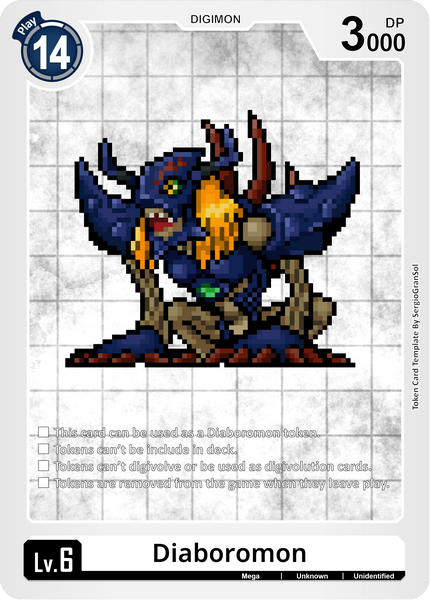 Play
14
DIGIMON
3000
DP
This card can be used as a Diaboromon token.
Tokens can't be include in deck.
Tokens can't digivolve or be used as digivolution cards.
Tokens are removed from the game when they leave play.
Token Card Template By SergioGranSol
Lv.6
Diaboromon
Mega | Unknown | Unidentified